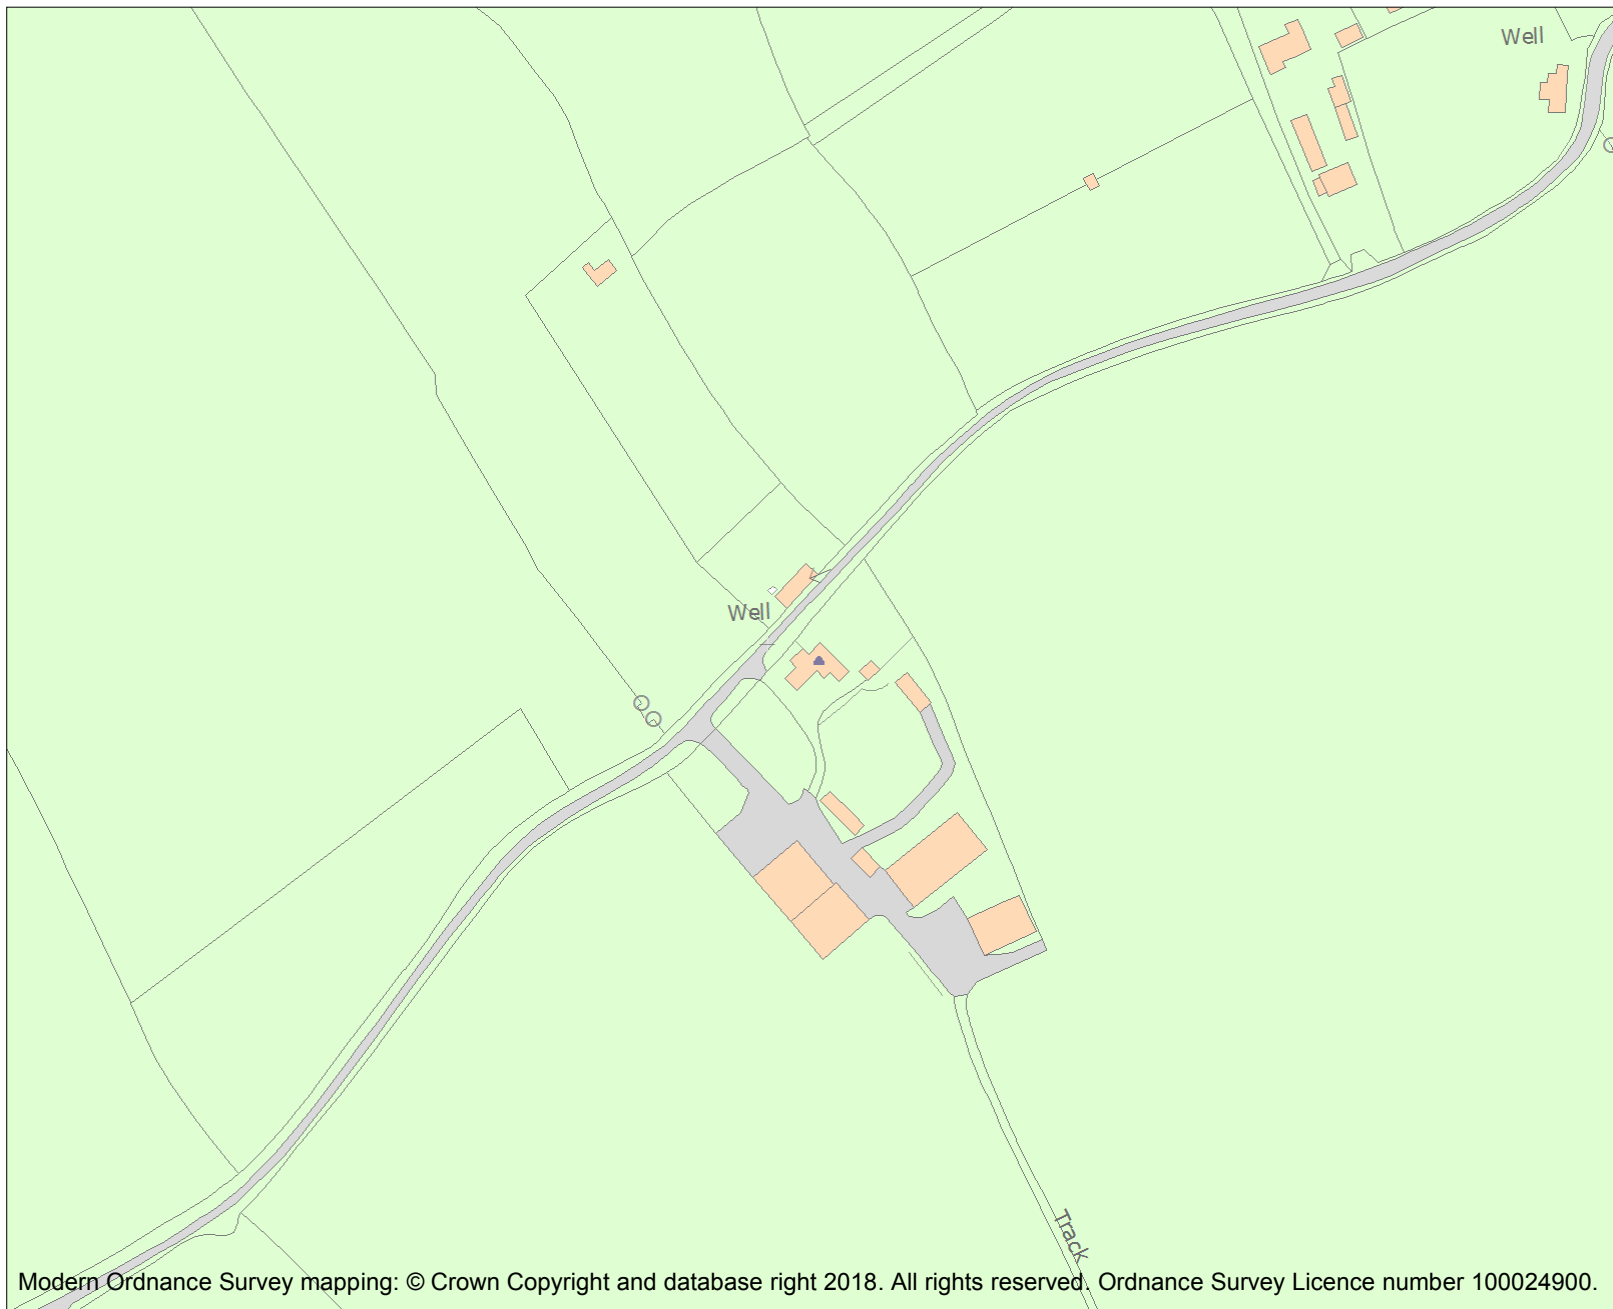 Well
Well
Track
Modern Ordnance Survey mapping: © Crown Copyright and database right 2018. All rights reserved. Ordnance Survey Licence number 100024900.